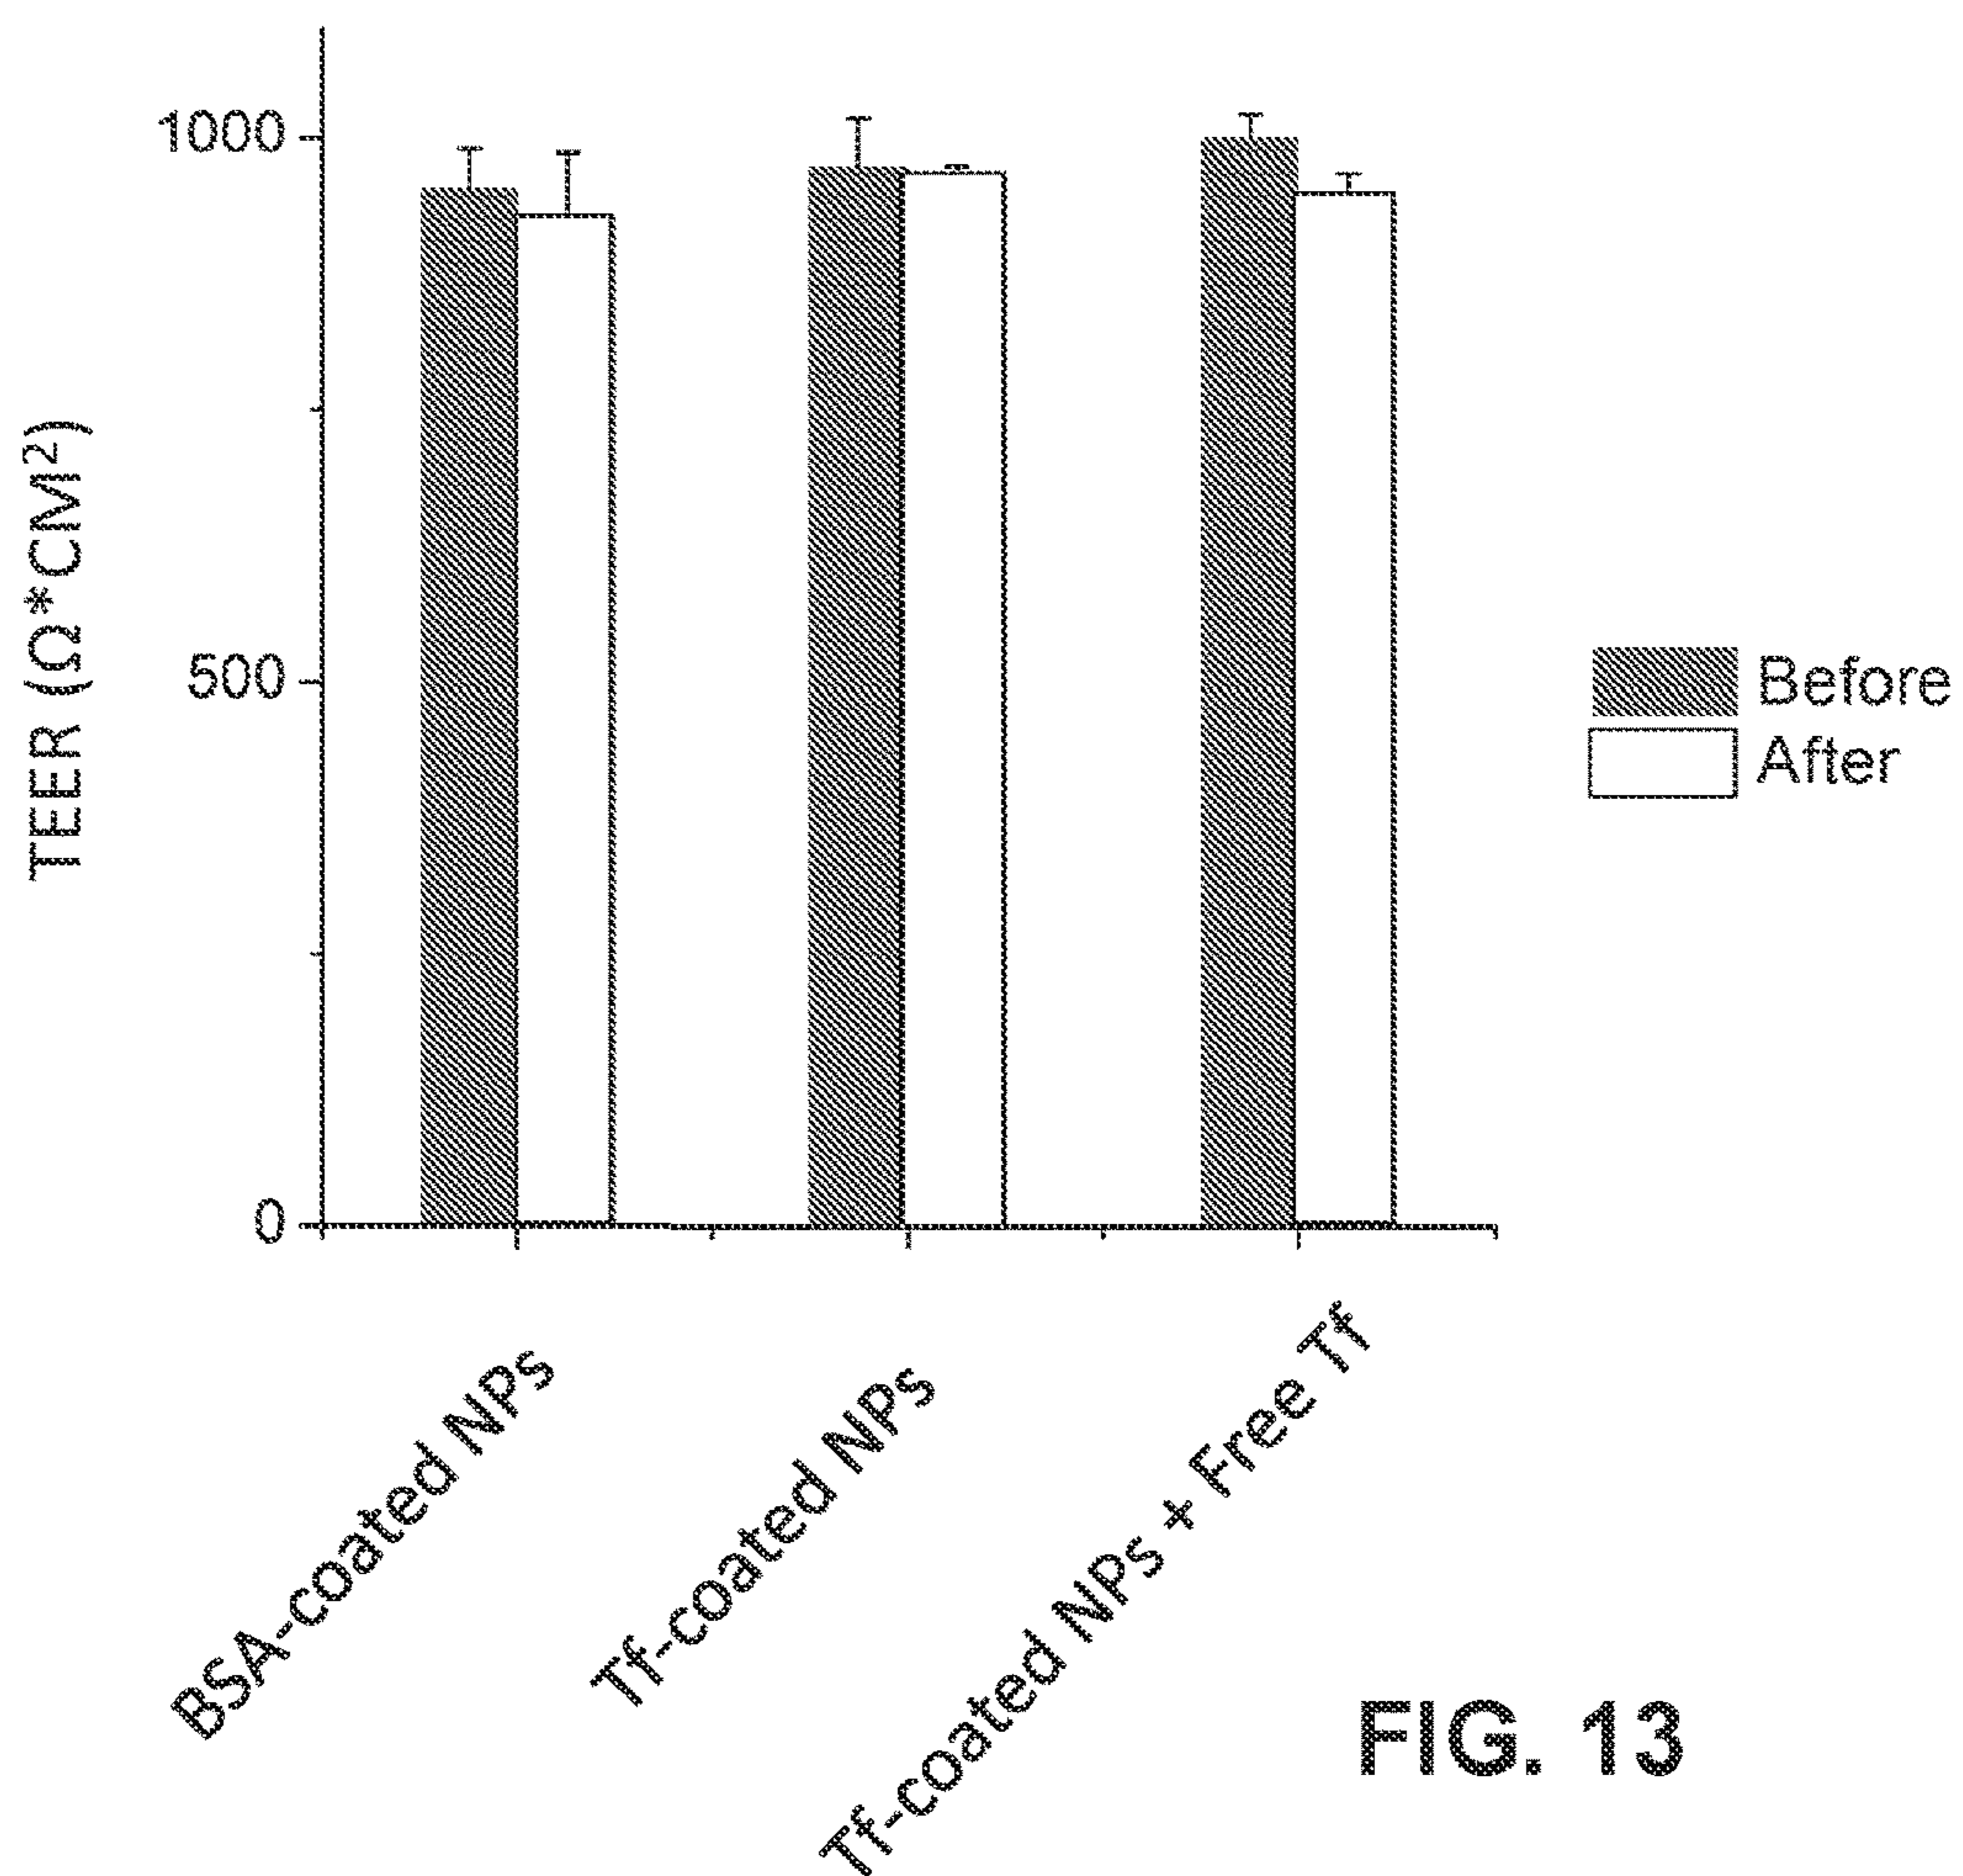 1000
500
0
TEER (Ω*CM²)
Before
After
BSA-coated NPs
Tf-coated NPs
Tf-coated NPs + Free Tf
FIG. 13